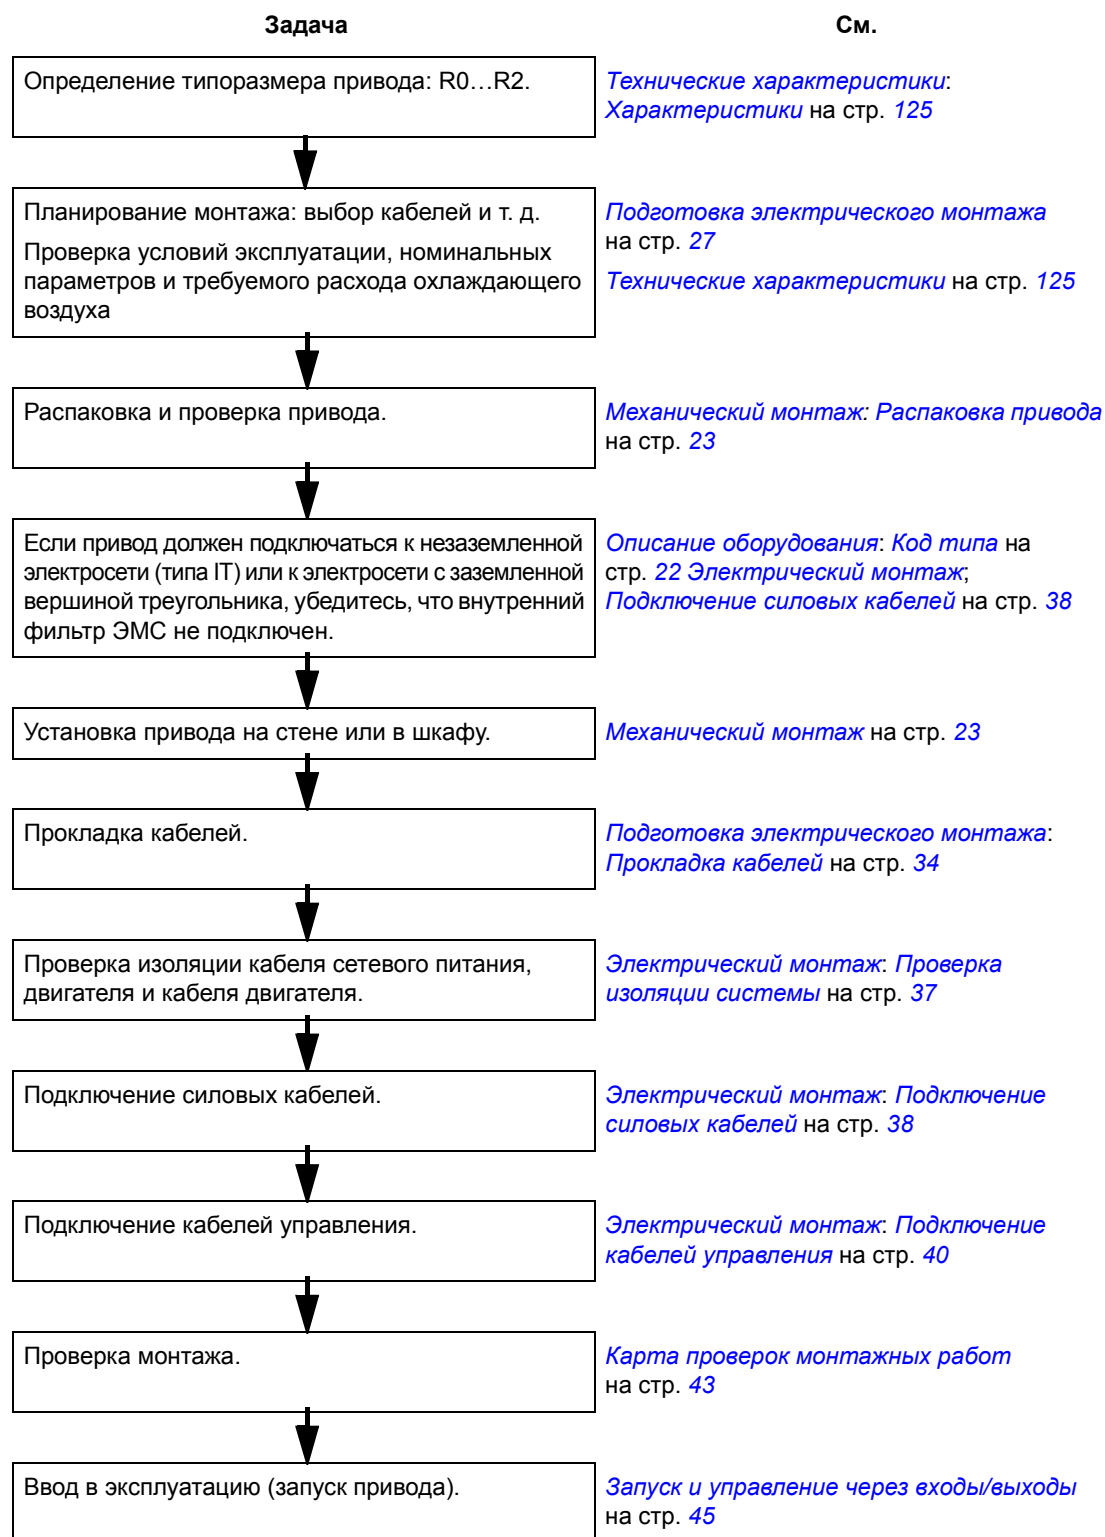 Задача
См.
Определение типоразмера привода: R0…R2.
Технические характеристики:
Характеристики на стр. 125
Планирование монтажа: выбор кабелей и т. д.
Проверка условий эксплуатации, номинальных
параметров и требуемого расхода охлаждающего
воздуха
Подготовка электрического монтажа
на стр. 27
Технические характеристики на стр. 125
Распаковка и проверка привода.
Механический монтаж: Распаковка привода
на стр. 23
Если привод должен подключаться к незаземленной
электросети (типа IT) или к электросети с заземленной
вершиной треугольника, убедитесь, что внутренний
фильтр ЭМС не подключен.
Описание оборудования: Код типа на
стр. 22 Электрический монтаж;
Подключение силовых кабелей на стр. 38
Установка привода на стене или в шкафу.
Механический монтаж на стр. 23
Прокладка кабелей.
Подготовка электрического монтажа:
Прокладка кабелей на стр. 34
Проверка изоляции кабеля сетевого питания,
двигателя и кабеля двигателя.
Электрический монтаж: Проверка
изоляции системы на стр. 37
Подключение силовых кабелей.
Электрический монтаж: Подключение
силовых кабелей на стр. 38
Подключение кабелей управления.
Электрический монтаж: Подключение
кабелей управления на стр. 40
Проверка монтажа.
Карта проверок монтажных работ
на стр. 43
Ввод в эксплуатацию (запуск привода).
Запуск и управление через входы/выходы
на стр. 45